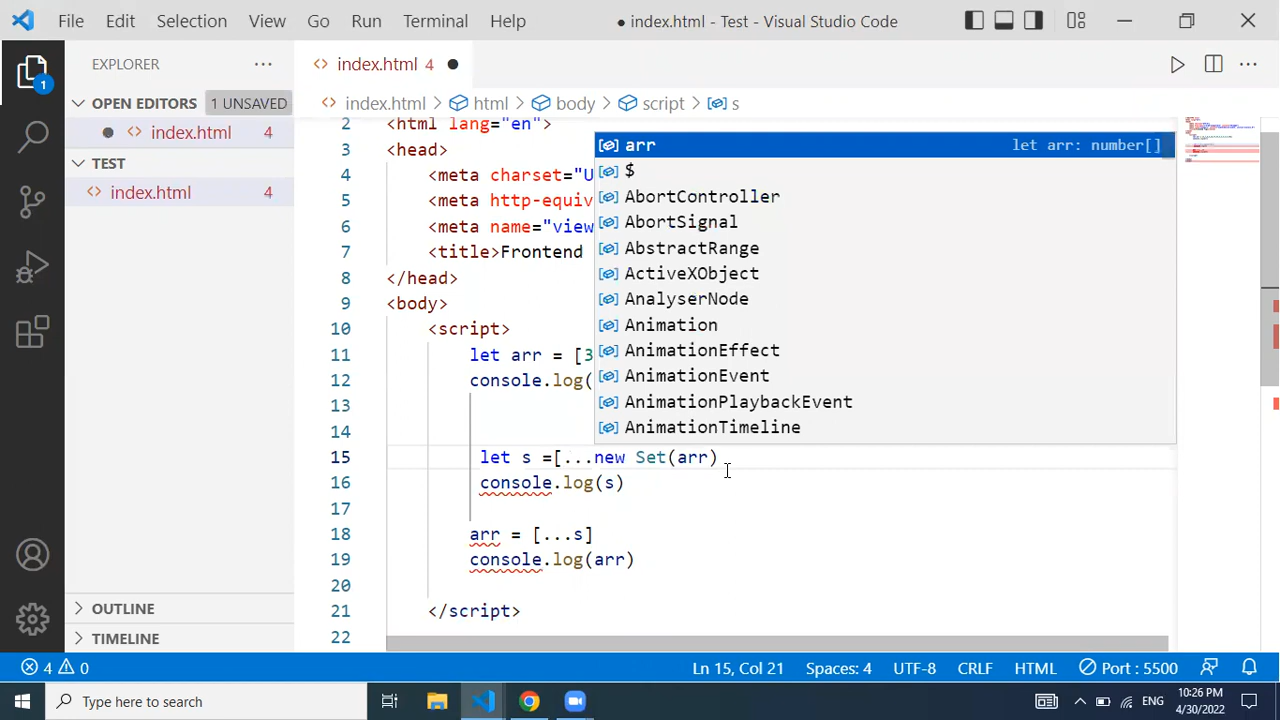 File Edit Selection View Go Run Terminal Help ● index.html - Test - Visual Studio Code
EXPLORER ···
<> index.html 4 ●
OPEN EDITORS 1 UNSAVED
● <> index.html 4
TEST
<> index.html 4
OUTLINE
TIMELINE
1
<> index.html > html > body > script > s
2 <html lang="en">
3 <head>
4 <meta charset="U
5 <meta http-equiv
6 <meta name="view
7 <title>Frontend
8 </head>
9 <body>
10 <script>
11 let arr = [3
12 console.log(
13
14
15 let s =[...new Set(arr)
16 console.log(s)
17
18 arr = [...s]
19 console.log(arr)
20
21 </script>
22
arr let arr: number[]
$
AbortController
AbortSignal
AbstractRange
ActiveXObject
AnalyserNode
Animation
AnimationEffect
AnimationEvent
AnimationPlaybackEvent
AnimationTimeline
4 0 Ln 15, Col 21 Spaces: 4 UTF-8 CRLF HTML Port : 5500
Type here to search
ENG
10:26 PM
4/30/2022